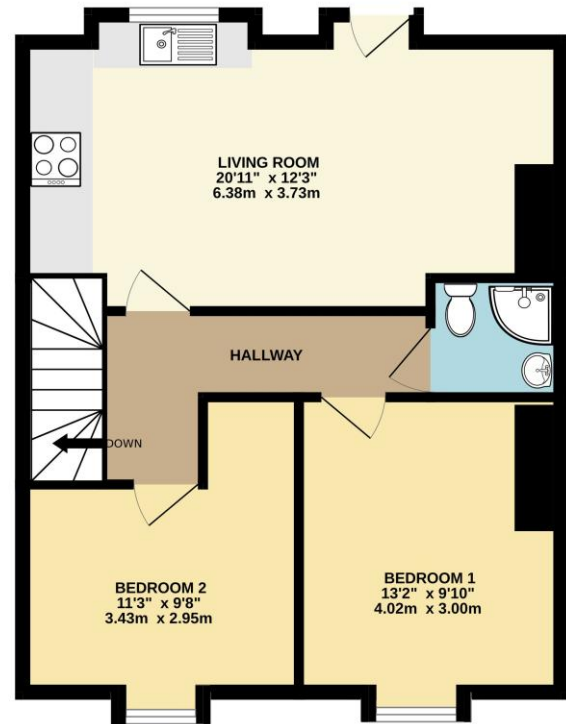 LIVING ROOM
20'11" x 12'3"
6.38m x 3.73m
HALLWAY
DOWN
BEDROOM 2
11'3" x 9'8"
3.43m x 2.95m
BEDROOM 1
13'2" x 9'10"
4.02m x 3.00m